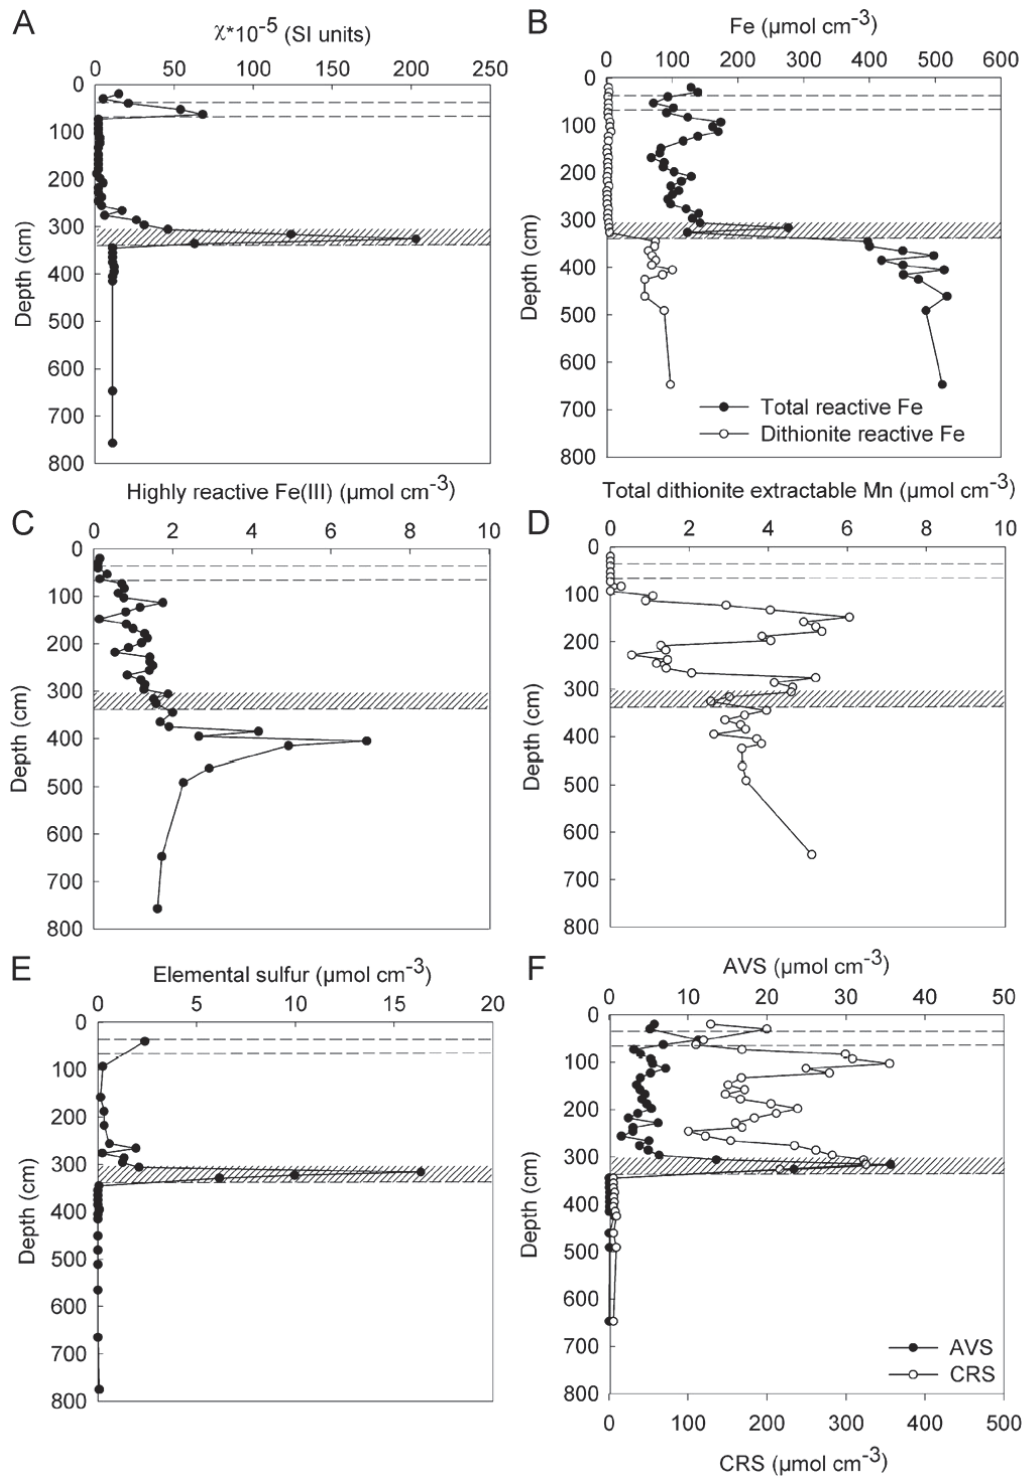 A
χ*10-5 (SI units)
0 50 100 150 200 250
0
100
200
300
400
500
600
700
800
Depth (cm)
B
Fe (µmol cm-3)
0 100 200 300 400 500 600
0
100
200
300
400
500
600
700
800
Depth (cm)
Total reactive Fe
Dithionite reactive Fe
C
Highly reactive Fe(III) (µmol cm-3)
0 2 4 6 8 10
0
100
200
300
400
500
600
700
800
Depth (cm)
D
Total dithionite extractable Mn (µmol cm-3)
0 2 4 6 8 10
0
100
200
300
400
500
600
700
800
Depth (cm)
E
Elemental sulfur (µmol cm-3)
0 5 10 15 20
0
100
200
300
400
500
600
700
800
Depth (cm)
F
AVS (µmol cm-3)
0 10 20 30 40 50
0
100
200
300
400
500
600
700
800
Depth (cm)
AVS
CRS
0 100 200 300 400 500
CRS (µmol cm-3)